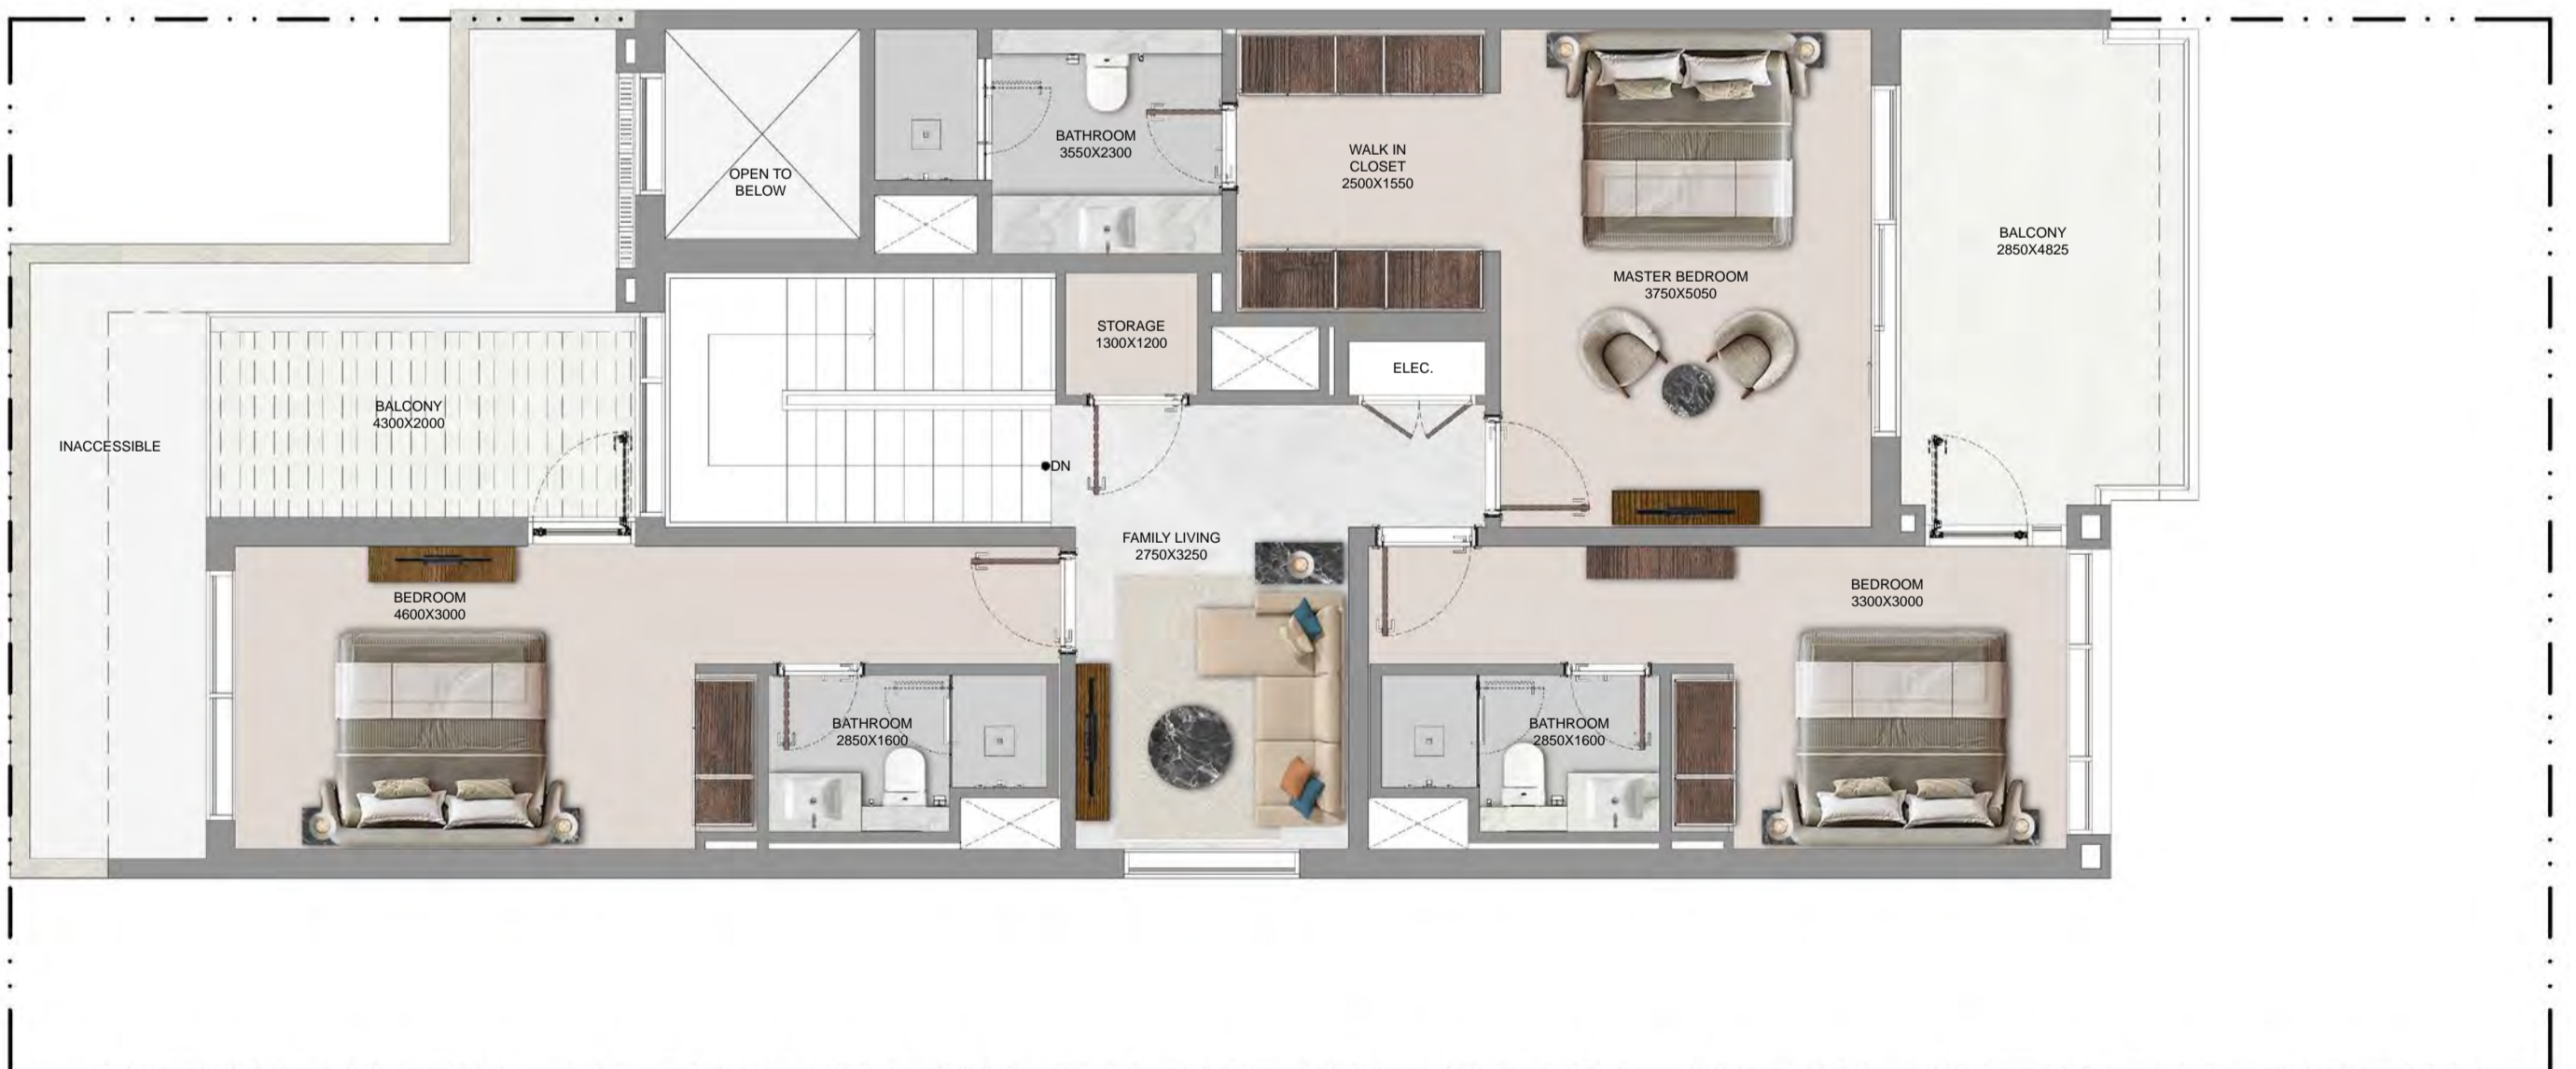 OPEN TO
BELOW
BATHROOM
3550X2300
WALK IN
CLOSET
2500X1550
MASTER BEDROOM
3750X5050
BALCONY
2850X4825
STORAGE
1300X1200
ELEC.
BALCONY
4300X2000
INACCESSIBLE
DN
FAMILY LIVING
2750X3250
BEDROOM
4600X3000
BEDROOM
3300X3000
BATHROOM
2850X1600
BATHROOM
2850X1600